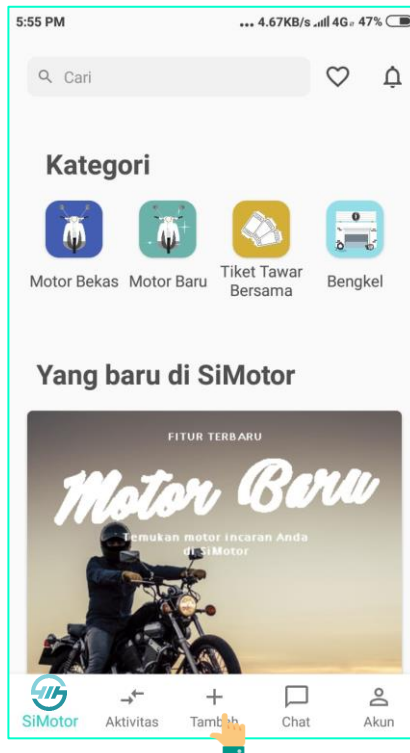 5:55 PM ... 4.67KB/s 4G 47%
Cari
Kategori
Motor Bekas Motor Baru Tiket Tawar Bersama Bengkel
Yang baru di SiMotor
FITUR TERBARU
Motor Baru
Temukan motor incaran Anda
di SiMotor
SiMotor Aktivitas Tambah Chat Akun